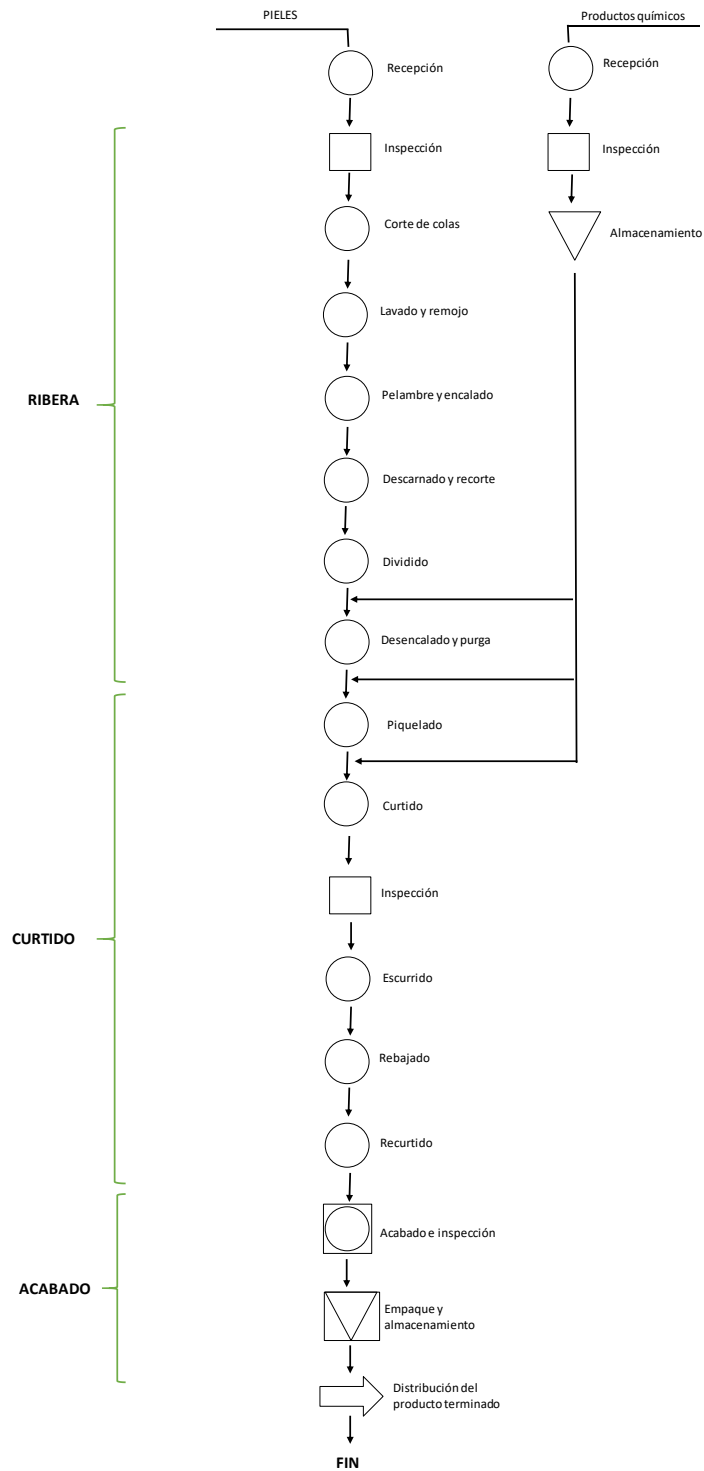 PIELES
Productos químicos
Recepción
Recepción
Inspección
Inspección
Corte de colas
Almacenamiento
Lavado y remojo
Pelambre y encalado
RIBERA
Descarnado y recorte
Dividido
Desencalado y purga
Piquelado
Curtido
Inspección
CURTIDO
Escurrido
Rebajado
Recurtido
Acabado e inspección
ACABADO
Empaque y
almacenamiento
Distribución del
producto terminado
FIN